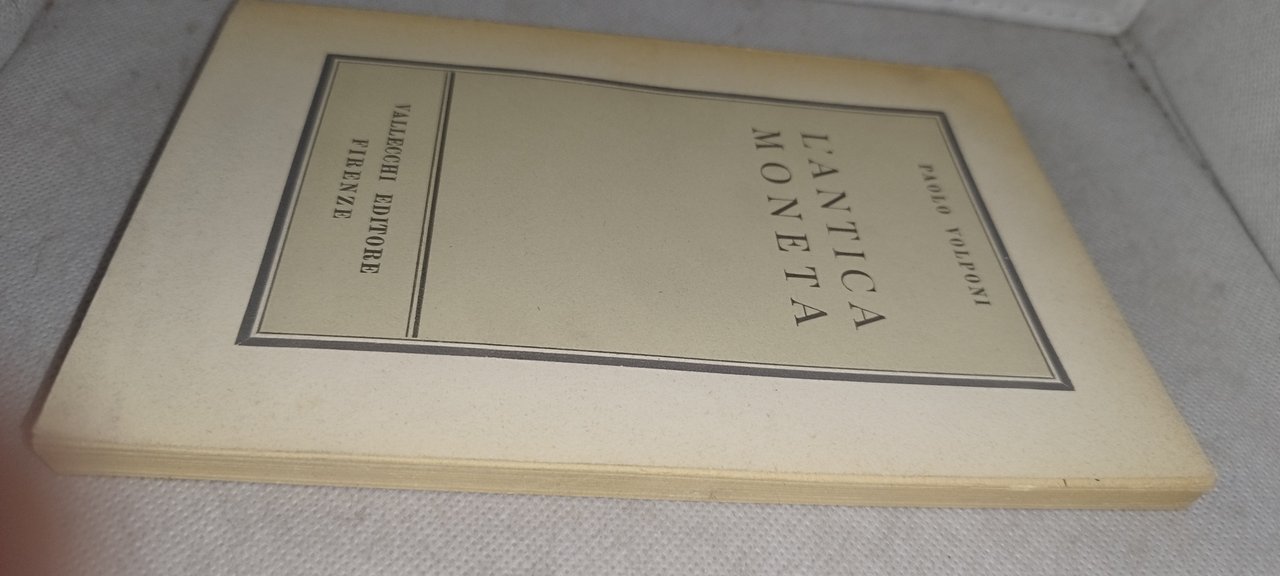 PAOLO VOLPONI
L'ANTICA
MONETA
VALLECCHI EDITORE
FIRENZE